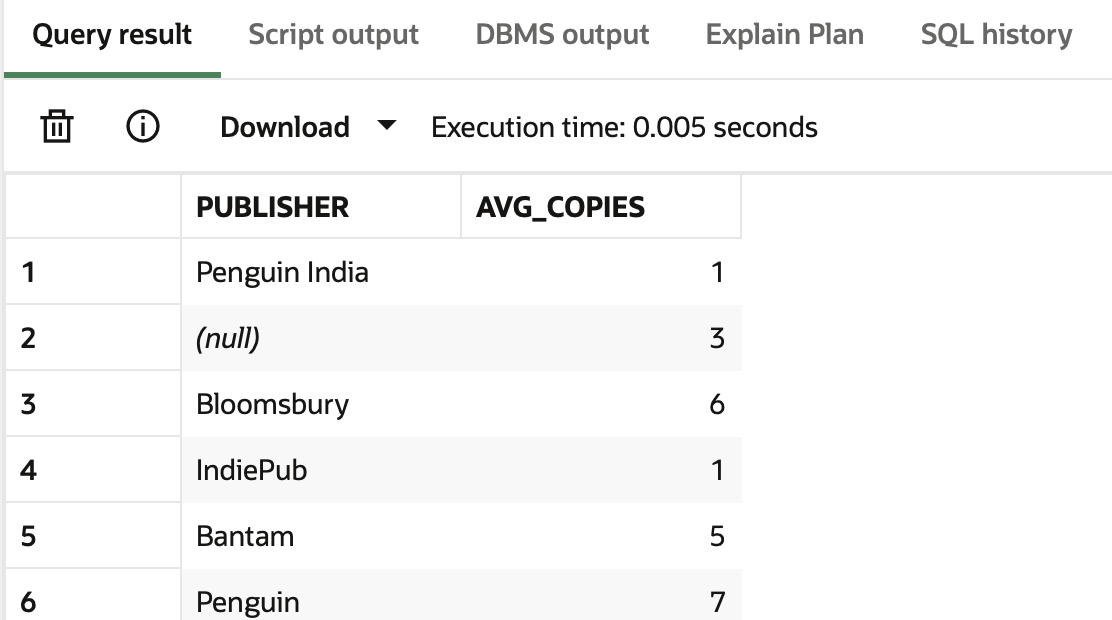 Query result Script output DBMS output Explain Plan SQL history
Download Execution time: 0.005 seconds
PUBLISHER AVG_COPIES
1 Penguin India 1
2 (null) 3
3 Bloomsbury 6
4 IndiePub 1
5 Bantam 5
6 Penguin 7